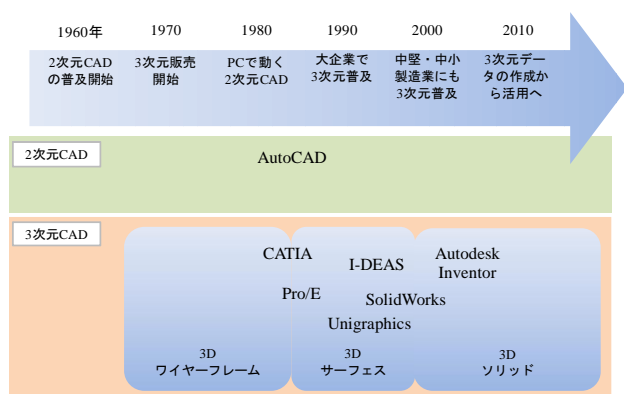 1960年 1970 1980 1990 2000 2010
2次元CAD
の普及開始
3次元販売
開始
PCで動く
2次元CAD
大企業で
3次元普及
中堅・中小
製造業にも
3次元普及
3次元デー
タの作成か
ら活用へ
2次元CAD
AutoCAD
3次元CAD
CATIA
I-DEAS
Autodesk
Inventor
Pro/E
SolidWorks
Unigraphics
3D
ワイヤーフレーム
3D
サーフェス
3D
ソリッド